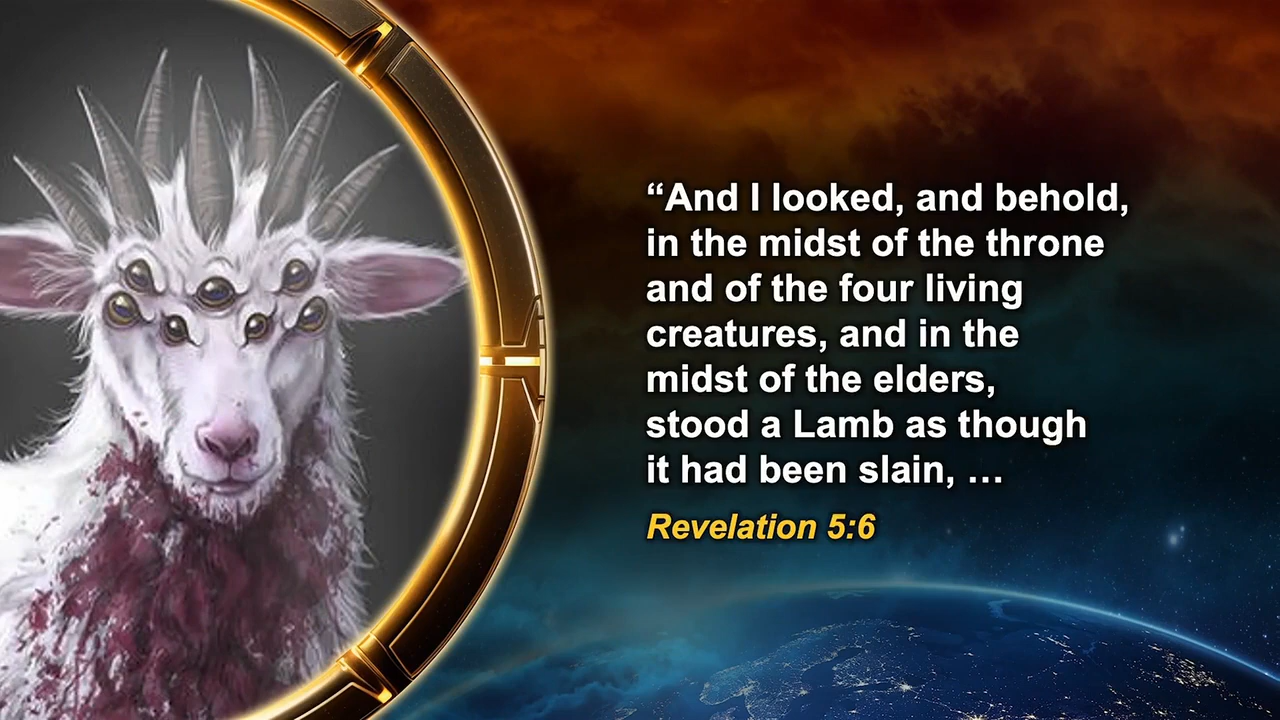 “And I looked, and behold,
in the midst of the throne
and of the four living
creatures, and in the
midst of the elders,
stood a Lamb as though
it had been slain, …
Revelation 5:6